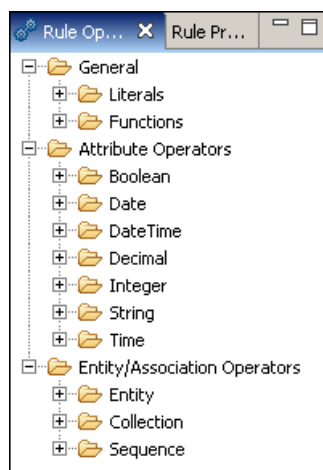 Rule Op... Rule Pr...
General
Literals
Functions
Attribute Operators
Boolean
Date
DateTime
Decimal
Integer
String
Time
Entity/Association Operators
Entity
Collection
Sequence